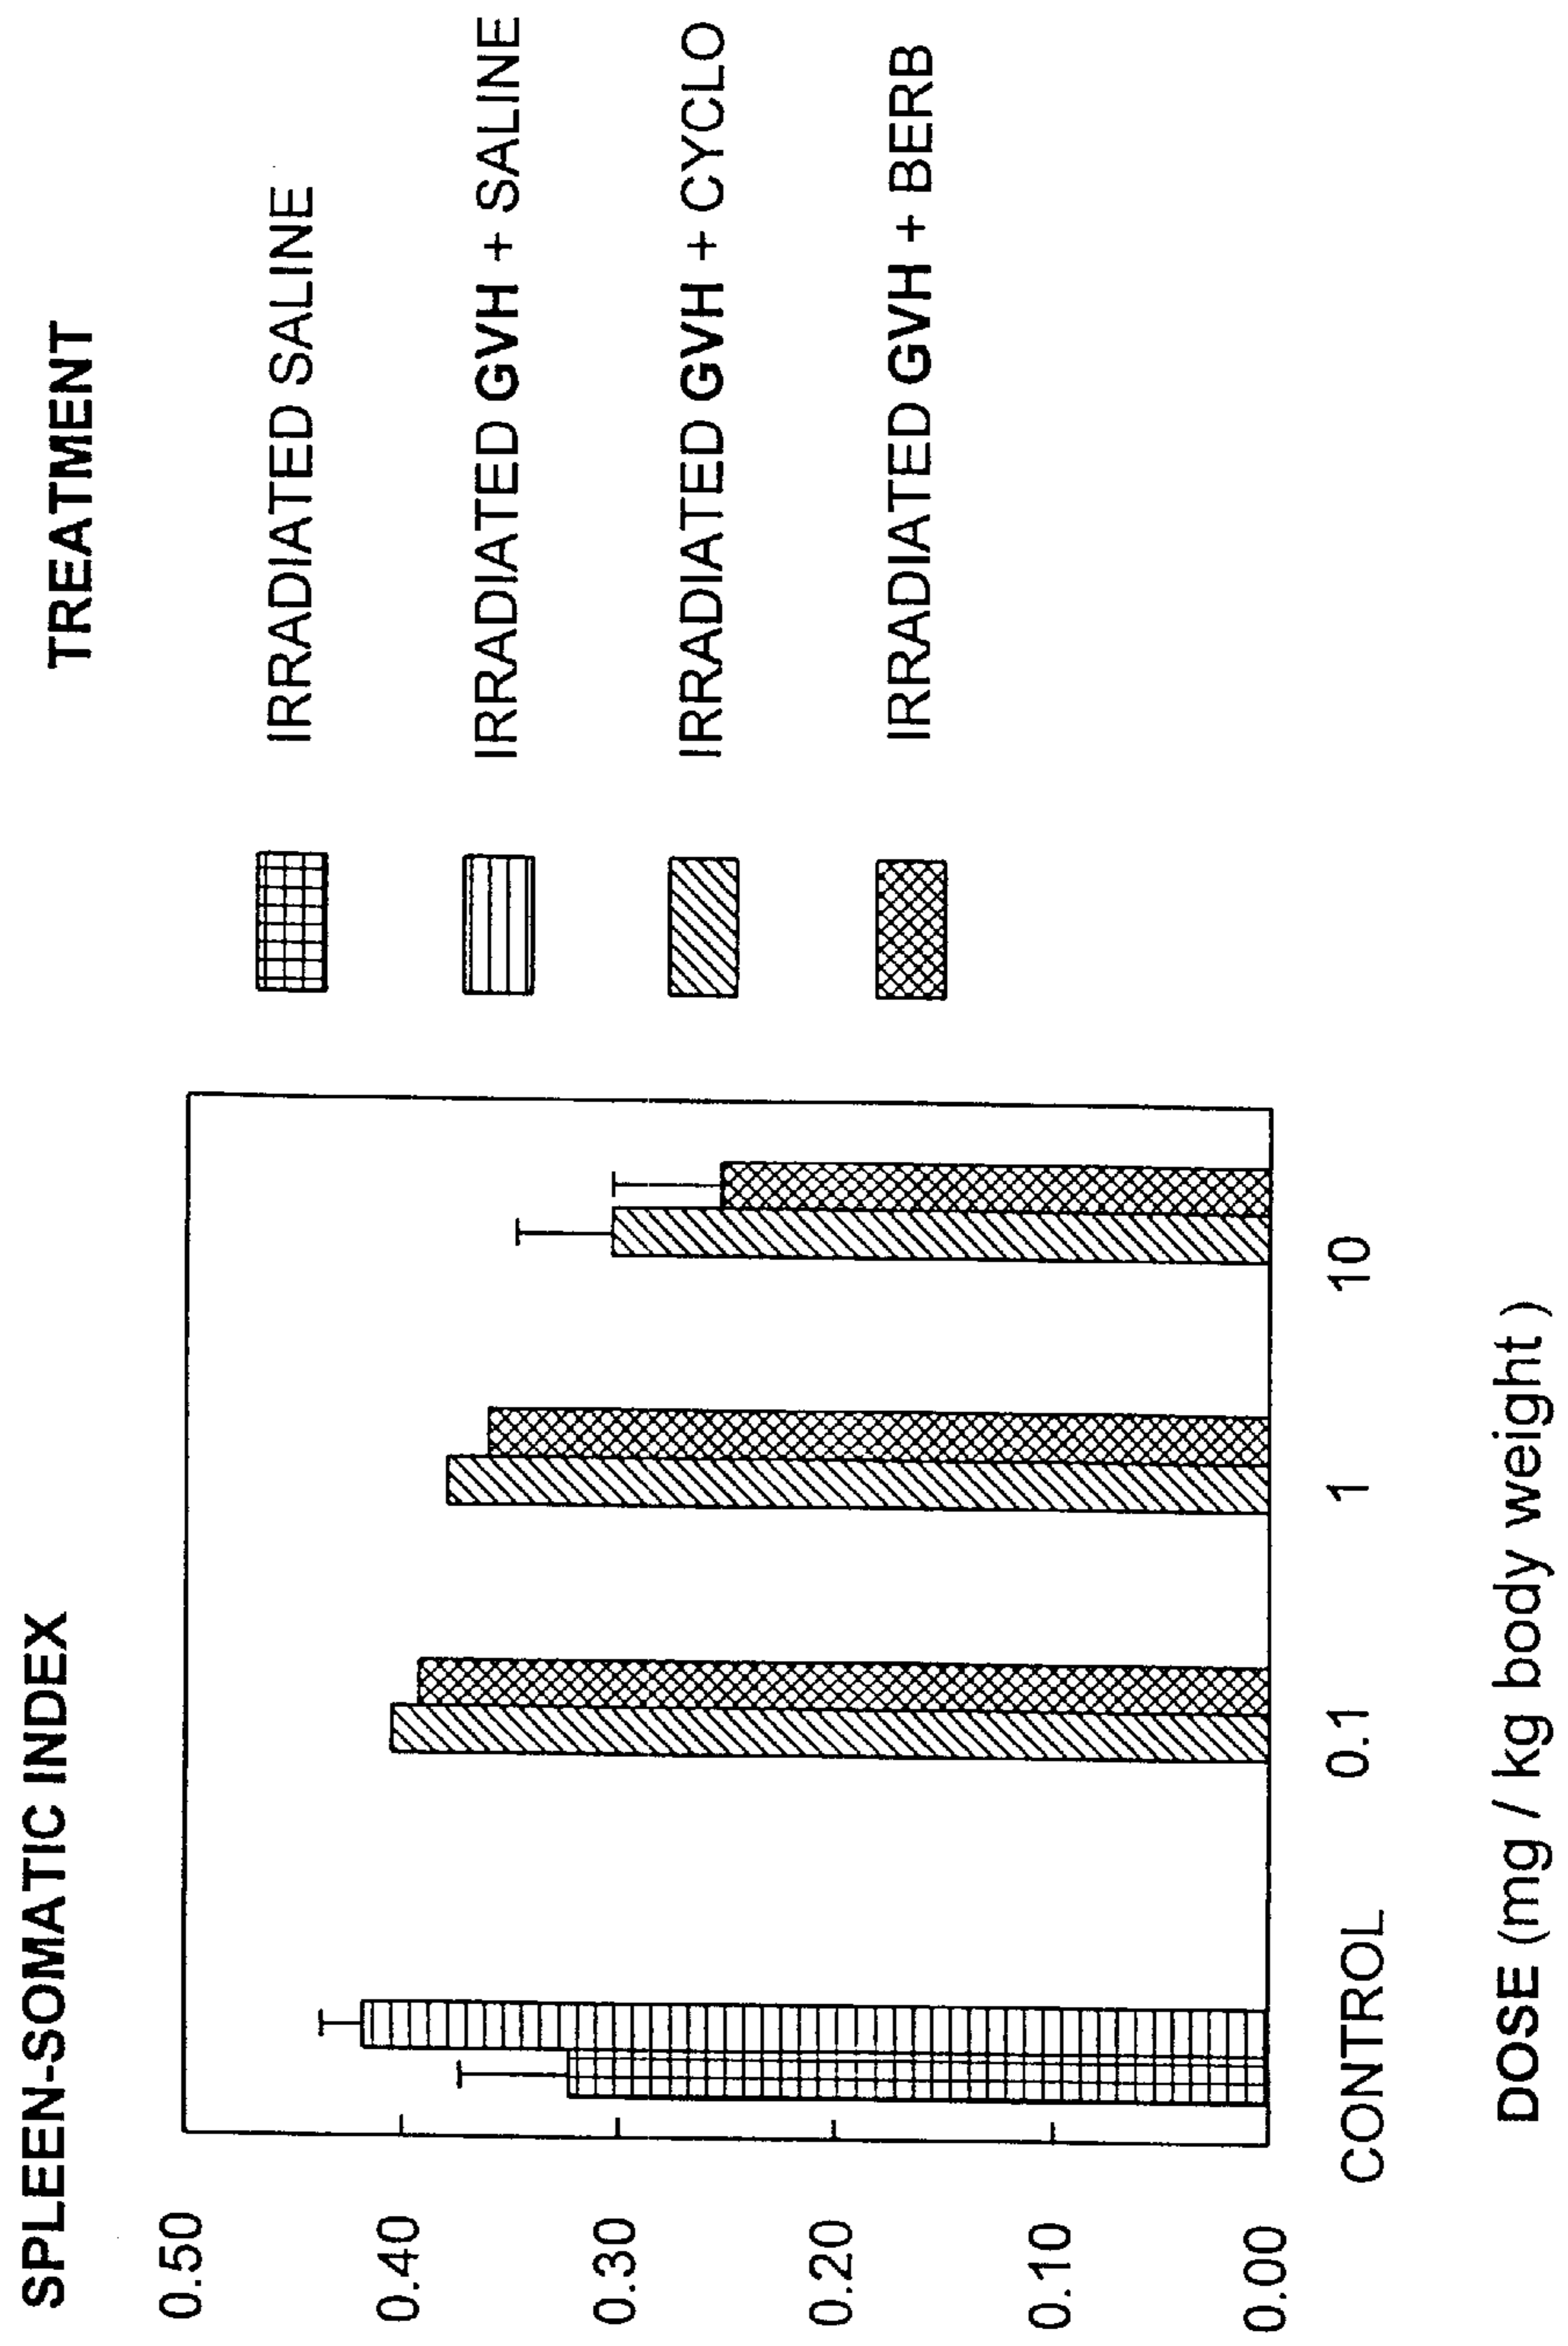 SPLEEN-SOMATIC INDEX
0.50
0.40
0.30
0.20
0.10
0.00
CONTROL
0.1
1
10
DOSE (mg / kg body weight )
TREATMENT
IRRADIATED SALINE
IRRADIATED GVH + SALINE
IRRADIATED GVH + CYCLO
IRRADIATED GVH + BERB